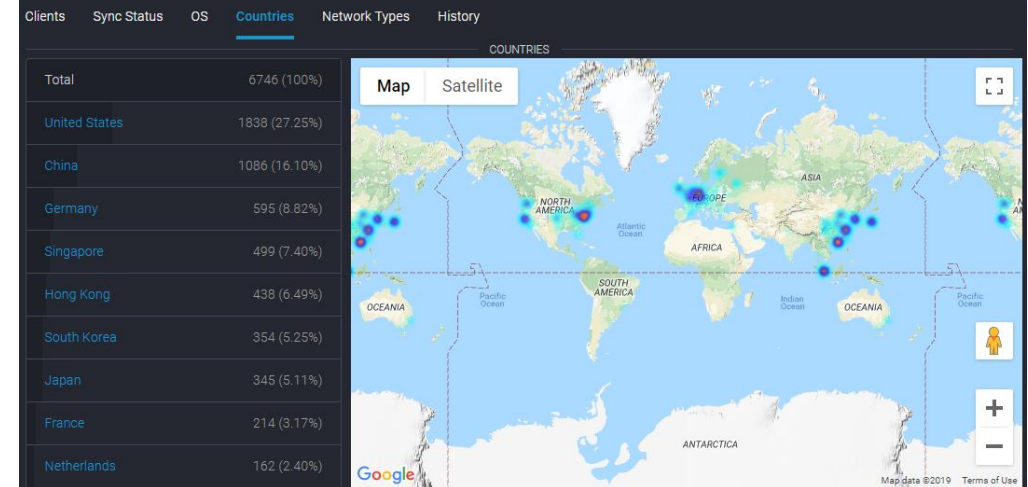 Clients Sync Status OS Countries Network Types History
COUNTRIES
Total 6746 (100%)
United States 1838 (27.25%)
China 1086 (16.10%)
Germany 595 (8.82%)
Singapore 499 (7.40%)
Hong Kong 438 (6.49%)
South Korea 354 (5.25%)
Japan 345 (5.11%)
France 214 (3.17%)
Netherlands 162 (2.40%)
Map Satellite
ASIA
NORTH
AMERICA
EUROPE
Atlantic
Ocean
AFRICA
SOUTH
AMERICA
OCEANIA
Pacific
Ocean
Indian
Ocean
OCEANIA
Pacific
Ocean
ANTARCTICA
Google
Map data ©2019 Terms of Use